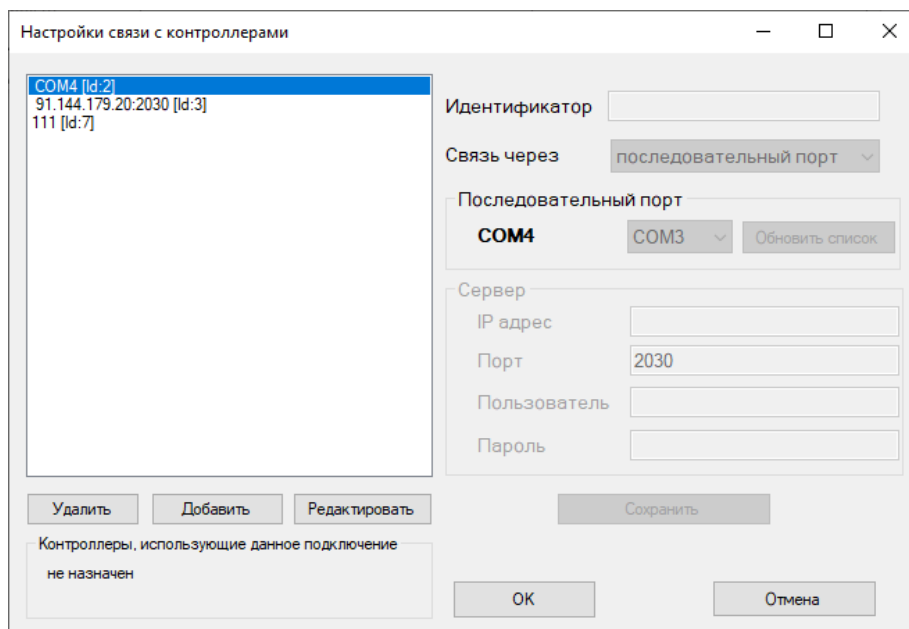 Настройки связи с контроллерами
COM4 [Id:2]
91.144.179.20:2030 [Id:3]
111 [Id:7]
Идентификатор
Связь через последовательный порт
Последовательный порт
COM4 COM3 Обновить список
Сервер
IP адрес
Порт 2030
Пользователь
Пароль
Удалить Добавить Редактировать Сохранить
Контроллеры, использующие данное подключение
не назначен
OK Отмена